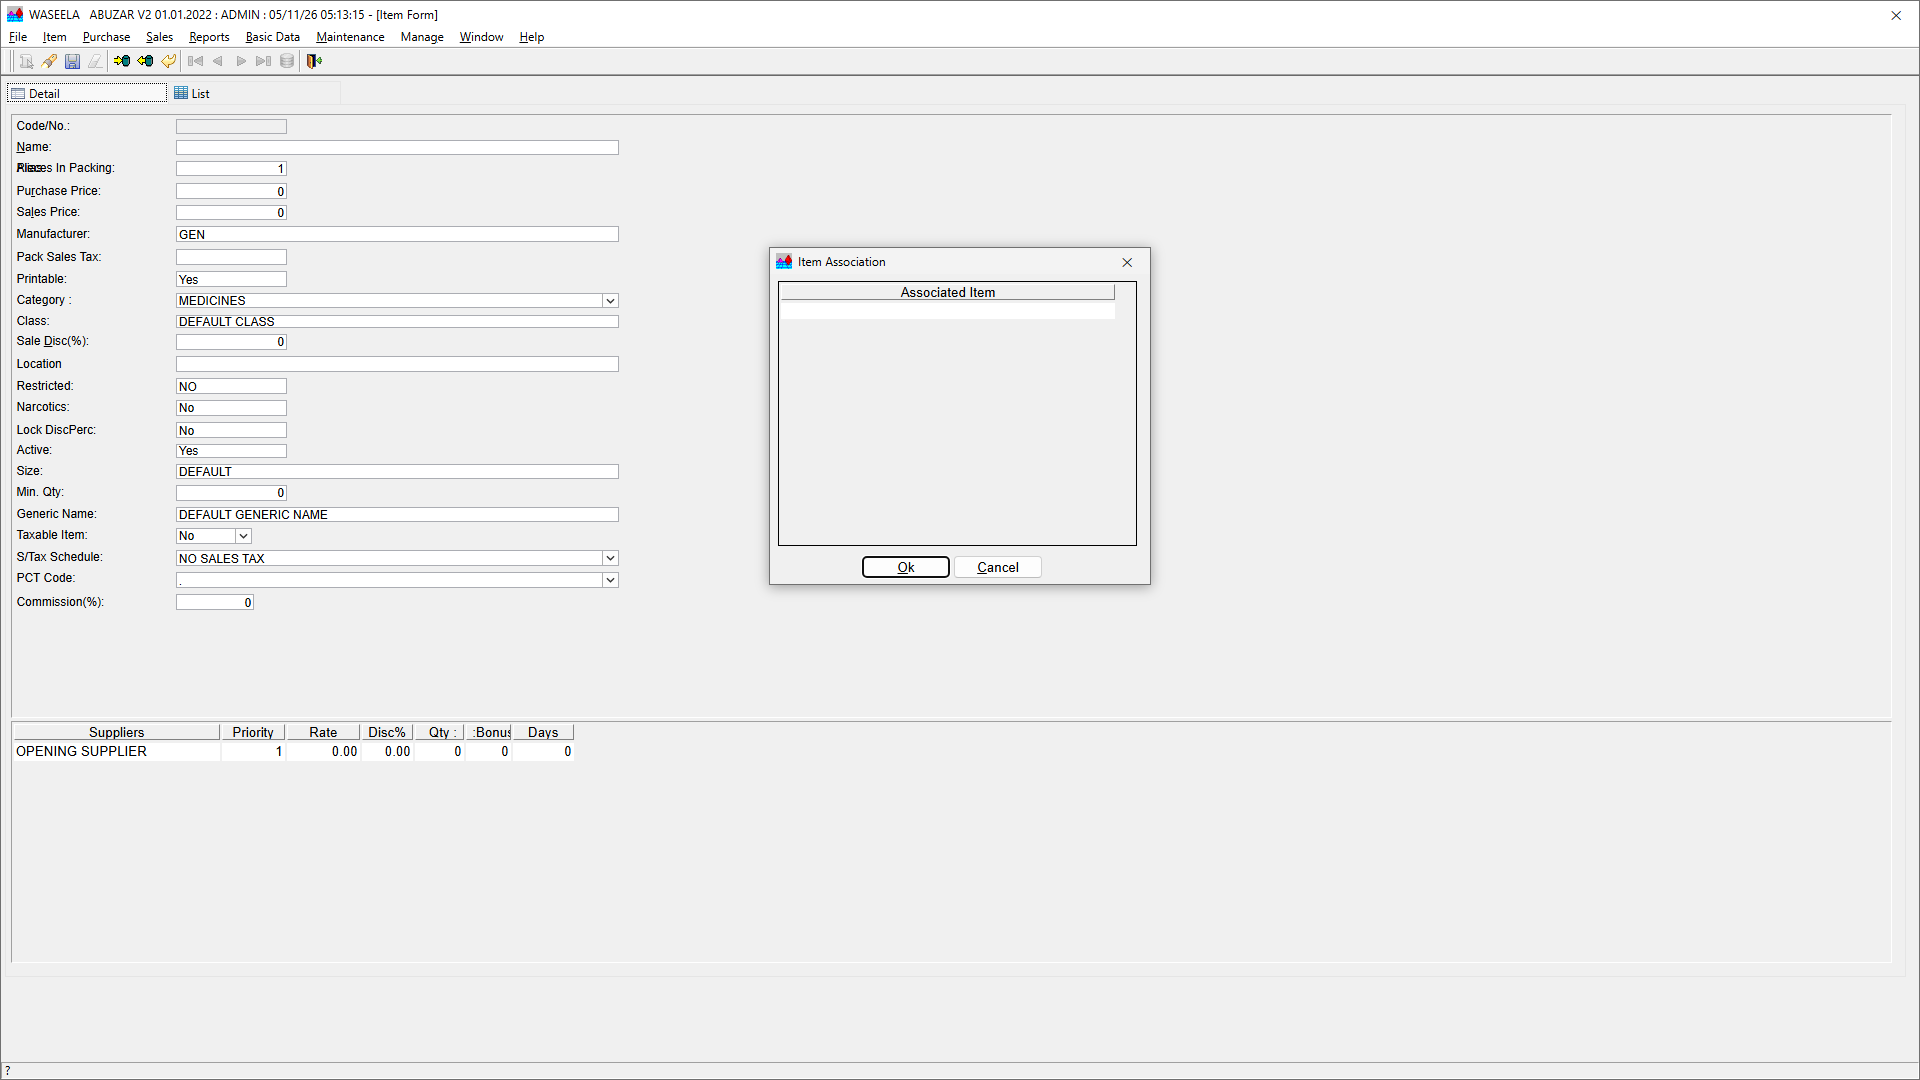 WASEELA ABUZAR V2 01.01.2022 : ADMIN : 05/11/26 05:13:15 - [Item Form]
File Item Purchase Sales Reports Basic Data Maintenance Manage Window Help
Detail List
Code/No.:
Name:
Pieces In Packing: 1
Purchase Price: 0
Sales Price: 0
Manufacturer: GEN
Pack Sales Tax:
Printable: Yes
Category : MEDICINES
Class: DEFAULT CLASS
Sale Disc(%): 0
Location
Restricted: NO
Narcotics: No
Lock DiscPerc: No
Active: Yes
Size: DEFAULT
Min. Qty: 0
Generic Name: DEFAULT GENERIC NAME
Taxable Item: No
S/Tax Schedule: NO SALES TAX
PCT Code: .
Commission(%): 0
Item Association
Associated Item
Ok Cancel
Suppliers Priority Rate Disc% Qty : :Bonus Days
OPENING SUPPLIER 1 0.00 0.00 0 0 0
?